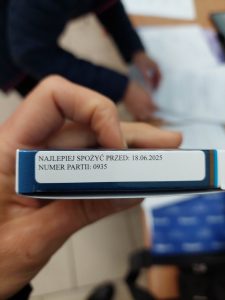 NAJLEPIEJ SPOŻYĆ PRZED: 18.06.2025
NUMER PARTII: 0935